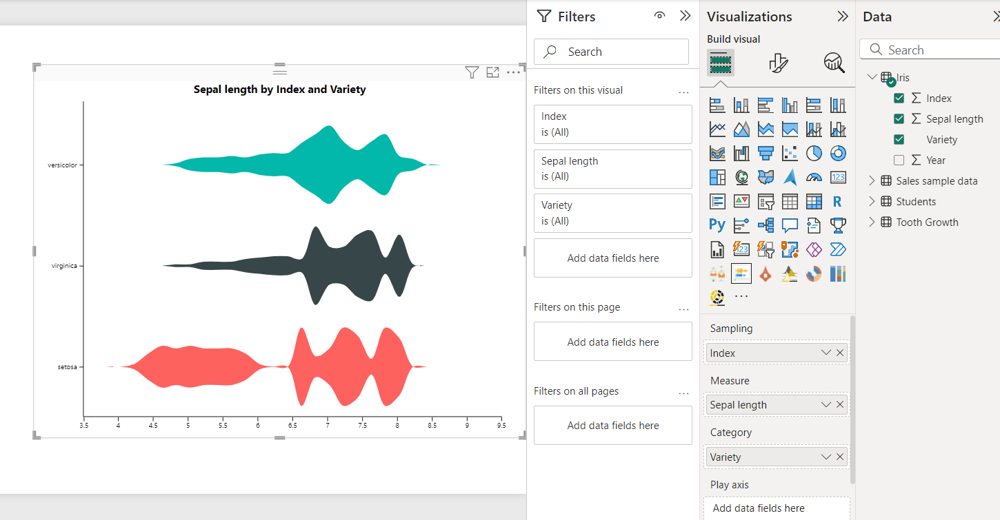 Sepal length by Index and Variety
versicolor
virginica
setosa
3.5 4 4.5 5 5.5 6 6.5 7 7.5 8 8.5 9 9.5
Filters
Search
Filters on this visual
...
Index
is (All)
Sepal length
is (All)
Variety
is (All)
Add data fields here
Filters on this page
...
Add data fields here
Filters on all pages
...
Add data fields here
Visualizations
Build visual
123
R
Py
123
...
Sampling
Index
Measure
Sepal length
Category
Variety
Play axis
Add data fields here
Data
Search
Iris
Σ Index
Σ Sepal length
Variety
Σ Year
Sales sample data
Students
Tooth Growth